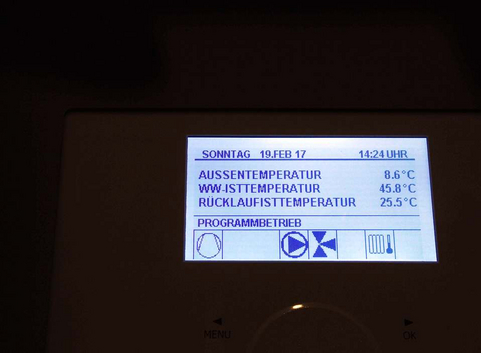 SONNTAG 19.FEB 17 14:24 UHR
AUSSENTEMPERATUR 8.6°C
WW-ISTTEMPERATUR 45.8°C
RÜCKLAUFISTTEMPERATUR 25.5°C
PROGRAMMBETRIEB
MENU OK